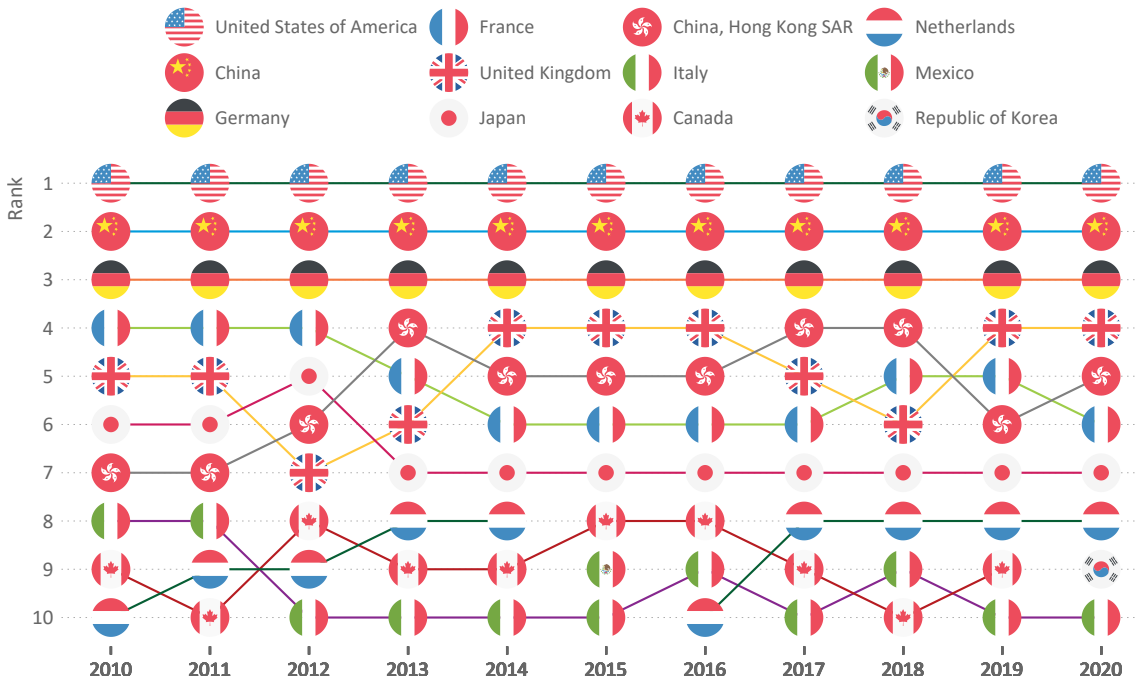 United States of America France China, Hong Kong SAR Netherlands
China United Kingdom Italy Mexico
Germany Japan Canada Republic of Korea
Rank
1
2
3
4
5
6
7
8
9
10
2010 2011 2012 2013 2014 2015 2016 2017 2018 2019 2020